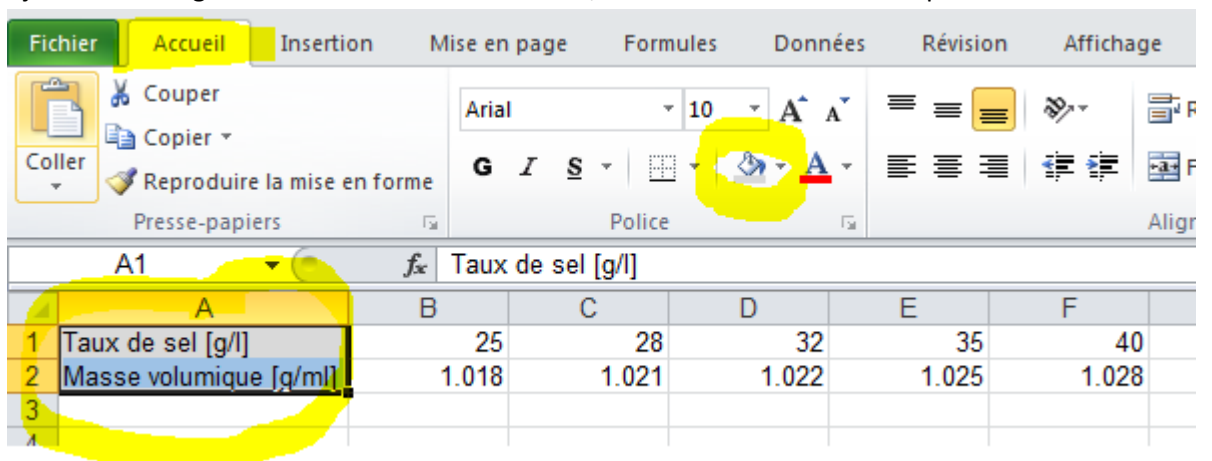 Fichier Accueil Insertion Mise en page Formules Données Révision Affichage
Couper
Copier
Reproduire la mise en forme
Coller
Presse-papiers
Arial 10 A A
G I S A
Police
R
F
Alignr
A1 fx Taux de sel [g/l]
A B C D E F
1 Taux de sel [g/l] 25 28 32 35 40
2 Masse volumique [g/ml] 1.018 1.021 1.022 1.025 1.028
3
4